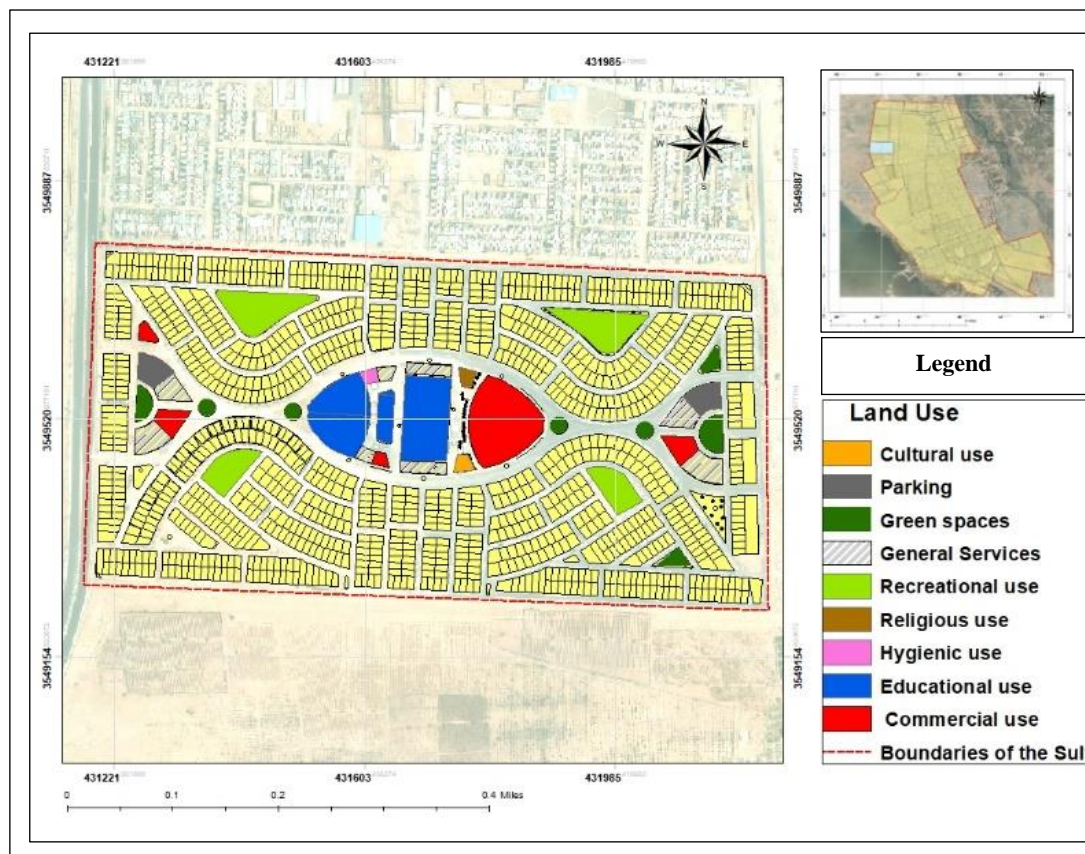 431221 431603 431985
N
W E
S
3549887 3549887
3549520 3549520
3549154 3549154
431221 431603 431985
0 0.1 0.2 0.4 Miles
Legend
Land Use
Cultural use
Parking
Green spaces
General Services
Recreational use
Religious use
Hygienic use
Educational use
Commercial use
Boundaries of the Sul